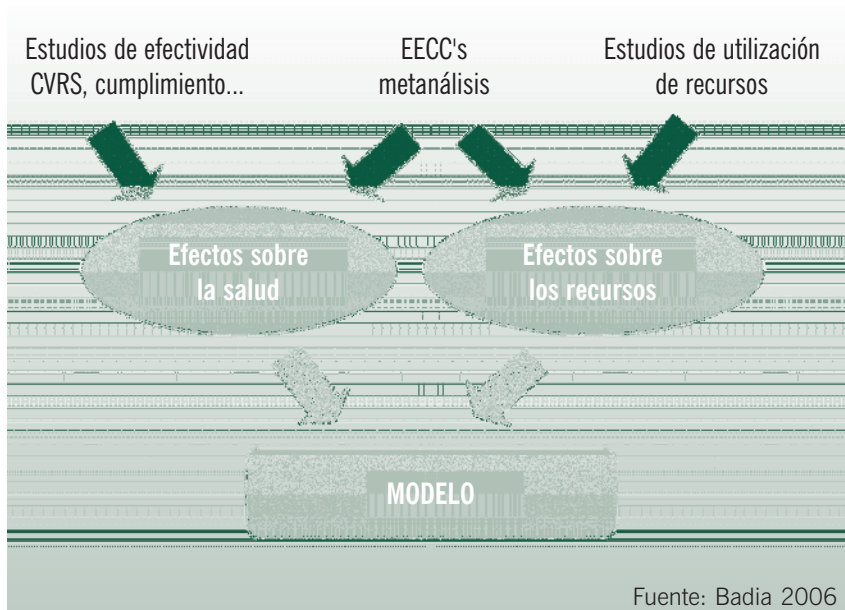 Estudios de efectividad
CVRS, cumplimiento...
EECC's
metanálisis
Estudios de utilización
de recursos
Efectos sobre
la salud
Efectos sobre
los recursos
MODELO
Fuente: Badia 2006